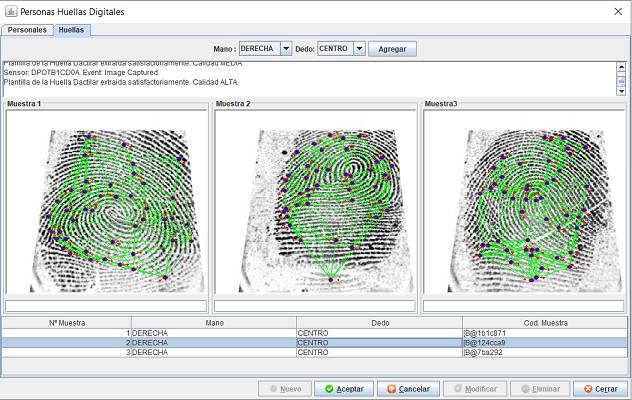 Personas Huellas Digitales
Personales Huellas
Mano : DERECHA Dedo: CENTRO Agregar
Plantilla de la Huella Dactilar extraida satisfactoriamente. Calidad MEDIA.
Sensor: DPOTB1CD0A. Event: Image Captured.
Plantilla de la Huella Dactilar extraida satisfactoriamente. Calidad ALTA.
Muestra 1 Muestra 2 Muestra3
Nº Muestra Mano Dedo Cod. Muestra
1 DERECHA CENTRO [B@1b1c871
2 DERECHA CENTRO [B@124cca9
3 DERECHA CENTRO [B@7ba292
Nuevo Aceptar Cancelar Modificar Eliminar Cerrar